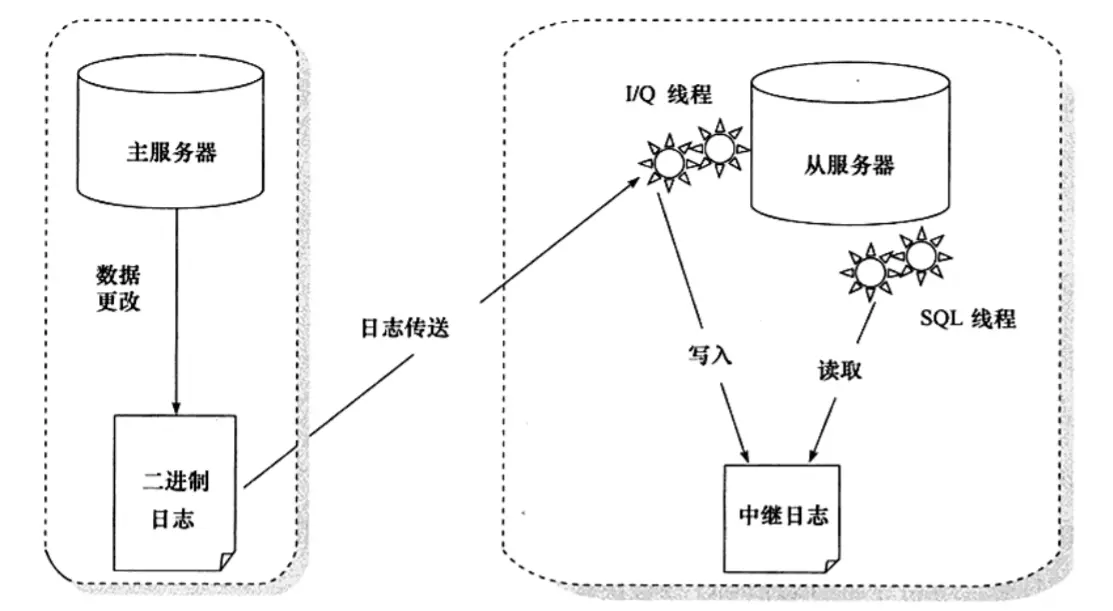 主服务器
数据
更改
二进制
日志
日志传送
I/Q 线程
从服务器
SQL 线程
写入
读取
中继日志